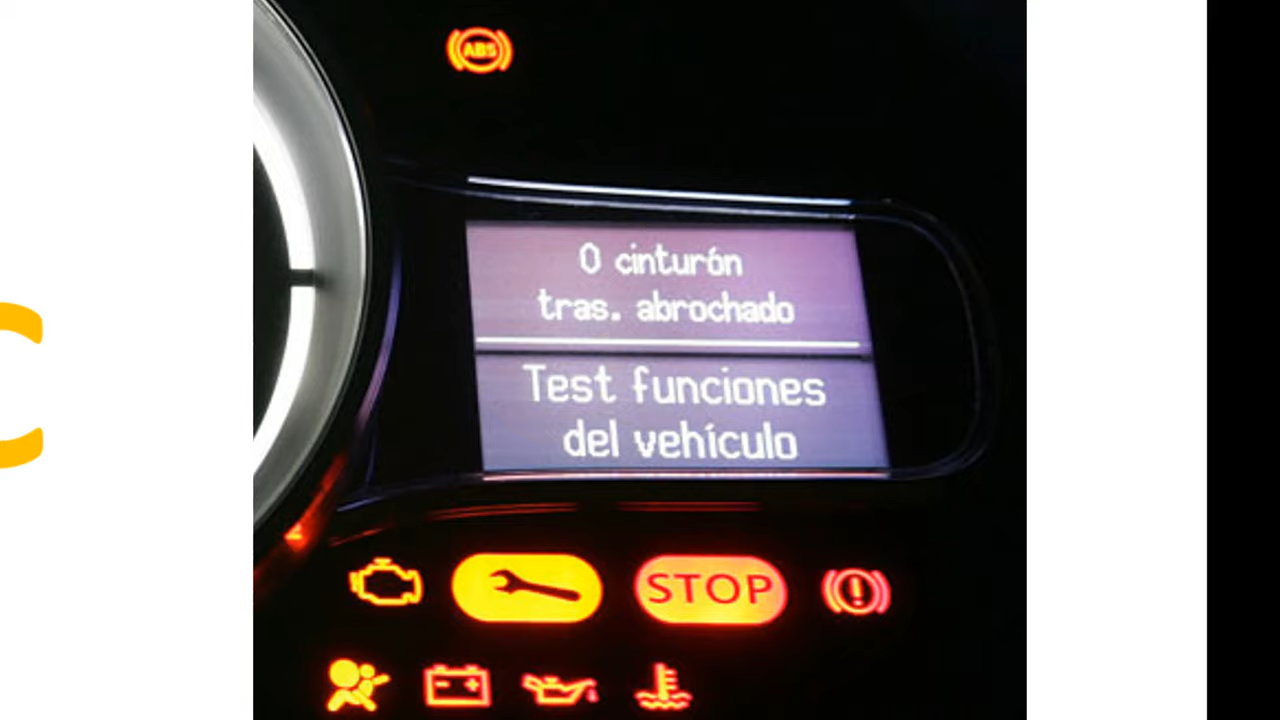 ABS
0 cinturón
tras. abrochado
Test funciones
del vehículo
STOP